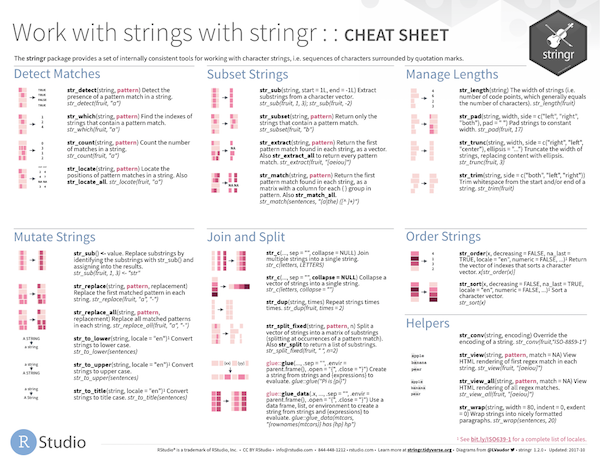 Work with strings with stringr : : CHEAT SHEET
The stringr package provides a set of internally consistent tools for working with character strings, i.e. sequences of characters surrounded by quotation marks.
stringr
Detect Matches
str_detect(string, pattern) Detect the
presence of a pattern match in a string.
str_detect(fruit, "a")
str_which(string, pattern) Find the indexes of
strings that contain a pattern match.
str_which(fruit, "a")
str_count(string, pattern) Count the number
of matches in a string.
str_count(fruit, "a")
str_locate(string, pattern) Locate the
positions of pattern matches in a string. Also
str_locate_all. str_locate(fruit, "a")
Subset Strings
str_sub(string, start = 1L, end = -1L) Extract
substrings from a character vector.
str_sub(fruit, 1, 3); str_sub(fruit, -2)
str_subset(string, pattern) Return only the
strings that contain a pattern match.
str_subset(fruit, "b")
str_extract(string, pattern) Return the first
pattern match found in each string, as a vector.
Also str_extract_all to return every pattern
match. str_extract(fruit, "[aeiou]")
str_match(string, pattern) Return the first
pattern match found in each string, as a
matrix with a column for each ( ) group in
pattern. Also str_match_all.
str_match(sentences, "(a|the) ([^ ]+)")
Manage Lengths
str_length(string) The width of strings (i.e.
number of code points, which generally equals
the number of characters). str_length(fruit)
str_pad(string, width, side = c("left", "right",
"both"), pad = " ") Pad strings to constant
width. str_pad(fruit, 17)
str_trunc(string, width, side = c("right", "left",
"center"), ellipsis = "...") Truncate the width of
strings, replacing content with ellipsis.
str_trunc(fruit, 3)
str_trim(string, side = c("both", "left", "right"))
Trim whitespace from the start and/or end of a
string. str_trim(fruit)
Mutate Strings
str_sub() <- value. Replace substrings by
identifying the substrings with str_sub() and
assigning into the results.
str_sub(fruit, 1, 3) <- "str"
str_replace(string, pattern, replacement)
Replace the first matched pattern in each
string. str_replace(fruit, "a", "-")
str_replace_all(string, pattern,
replacement) Replace all matched patterns
in each string. str_replace_all(fruit, "a", "-")
A STRING
a string
str_to_lower(string, locale = "en")¹ Convert
strings to lower case.
str_to_lower(sentences)
a string
A STRING
str_to_upper(string, locale = "en")¹ Convert
strings to upper case.
str_to_upper(sentences)
a string
A String
str_to_title(string, locale = "en")¹ Convert
strings to title case. str_to_title(sentences)
Join and Split
str_c(..., sep = "", collapse = NULL) Join
multiple strings into a single string.
str_c(letters, LETTERS)
str_c(..., sep = "", collapse = NULL) Collapse a
vector of strings into a single string.
str_c(letters, collapse = "")
str_dup(string, times) Repeat strings times
times. str_dup(fruit, times = 2)
str_split_fixed(string, pattern, n) Split a
vector of strings into a matrix of substrings
(splitting at occurrences of a pattern match).
Also str_split to return a list of substrings.
str_split_fixed(fruit, " ", n=2)
glue::glue(..., sep = "", .envir =
parent.frame(), .open = "{", .close = "}") Create
a string from strings and {expressions} to
evaluate. glue::glue("Pi is {pi}")
glue::glue_data(.x, ..., .sep = "", .envir =
parent.frame(), .open = "{", .close = "}") Use a
data frame, list, or environment to create a
string from strings and {expressions} to
evaluate. glue::glue_data(mtcars,
"{rownames(mtcars)} has {hp} hp")
Order Strings
str_order(x, decreasing = FALSE, na_last =
TRUE, locale = "en", numeric = FALSE, ...)¹ Return
the vector of indexes that sorts a character
vector. x[str_order(x)]
str_sort(x, decreasing = FALSE, na_last = TRUE,
locale = "en", numeric = FALSE, ...)¹ Sort a
character vector.
str_sort(x)
Helpers
str_conv(string, encoding) Override the
encoding of a string. str_conv(fruit,"ISO-8859-1")
apple
banana
pear
str_view(string, pattern, match = NA) View
HTML rendering of first regex match in each
string. str_view(fruit, "[aeiou]")
apple
banana
pear
str_view_all(string, pattern, match = NA) View
HTML rendering of all regex matches.
str_view_all(fruit, "[aeiou]")
str_wrap(string, width = 80, indent = 0, exdent
= 0) Wrap strings into nicely formatted
paragraphs. str_wrap(sentences, 20)
¹ See bit.ly/ISO639-1 for a complete list of locales.
R Studio
RStudio® is a trademark of RStudio, Inc. • CC BY RStudio • info@rstudio.com • 844-448-1212 • rstudio.com • Learn more at stringr.tidyverse.org • Diagrams from @LVaudor • stringr 1.2.0 • Updated: 2017-10